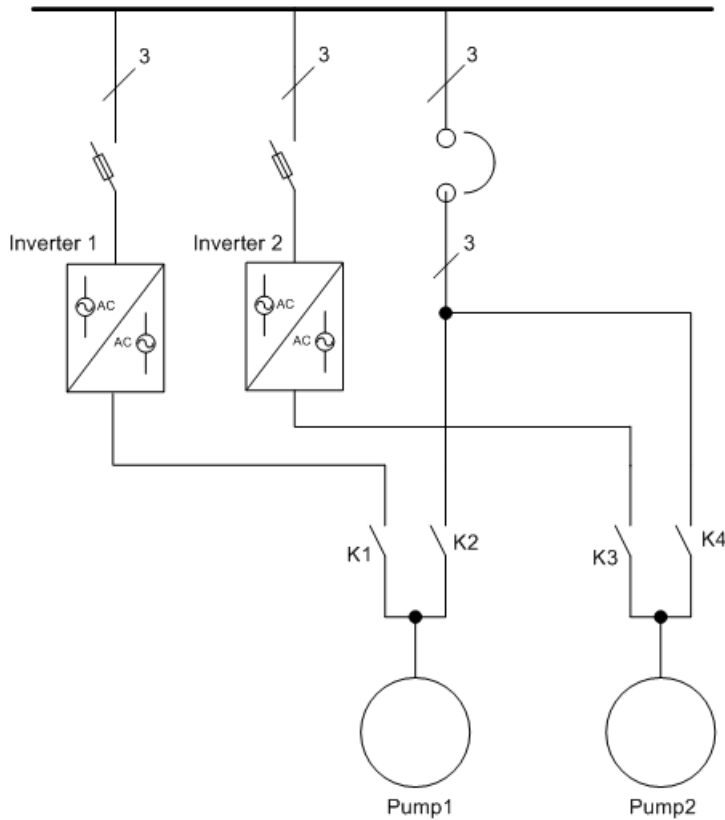 3 3 3
Inverter 1 Inverter 2
3
AC AC
AC AC
K1 K2 K3 K4
Pump1 Pump2